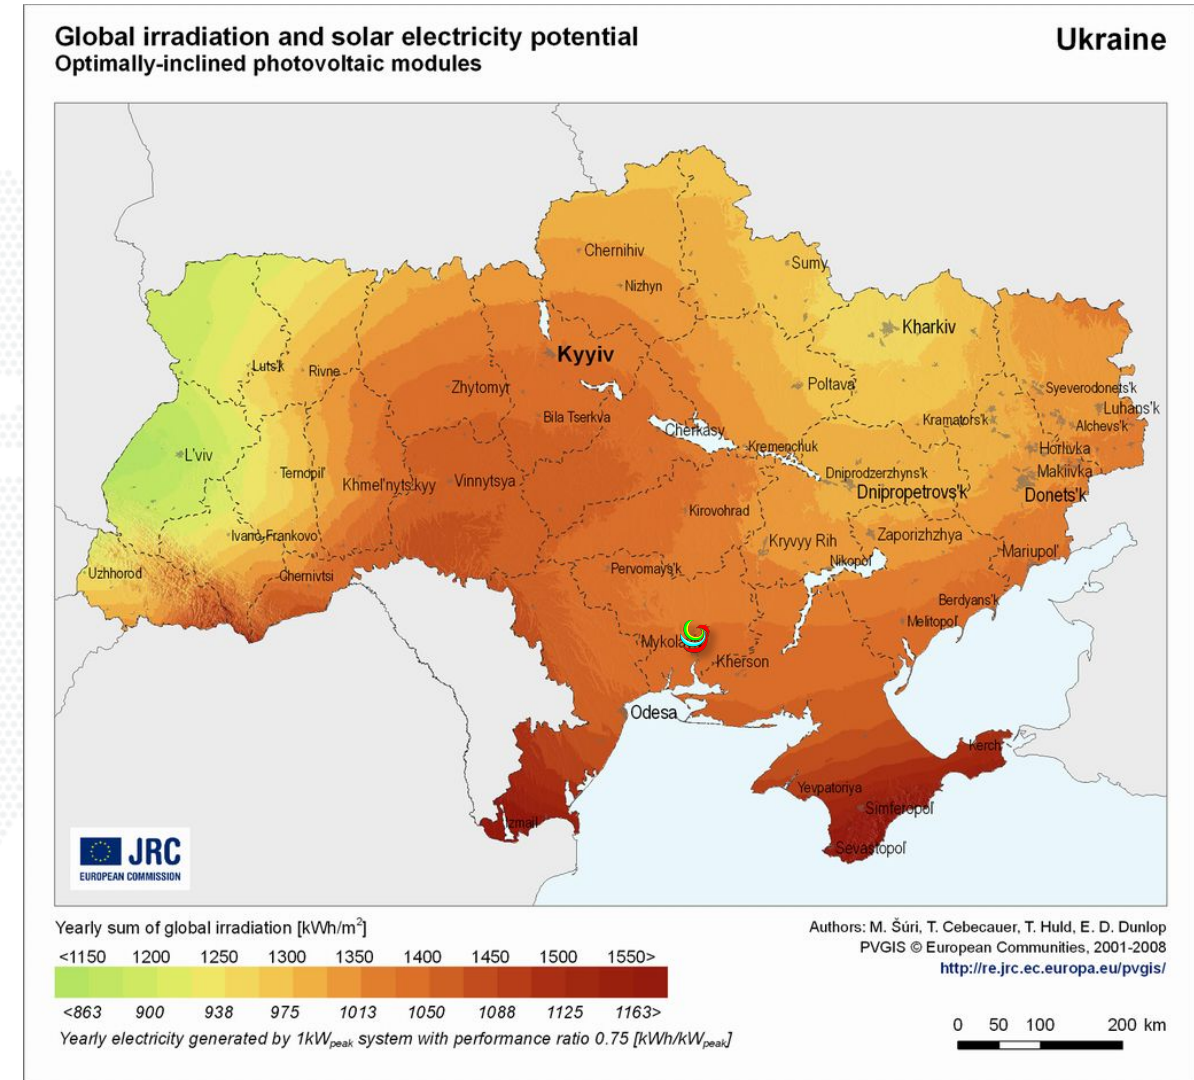 Global irradiation and solar electricity potential
Optimally-inclined photovoltaic modules
Ukraine
Chernihiv
Sumy
Nizhyn
Kharkiv
Kyyiv
Luts'k
Rivne
Zhytomyr
Poltava
Syeverodonets'k
Bila Tserkva
Luhans'k
Kramators'k
Alchevs'k
Cherkasy
Kremenchuk
Horlivka
L'viv
Ternopil'
Makiivka
Khmel'nyts'kyy
Vinnytsya
Dniprodzerzhyns'k
Dnipropetrovs'k
Donets'k
Kirovohrad
Ivano-Frankovo
Kryvyy Rih
Zaporizhzhya
Mariupol'
Nikopol'
Uzhhorod
Chernivtsi
Pervomays'k
Berdyans'k
Melitopol'
Kherson
Odesa
Kerch
Yevpatoriya
Simferopol'
Izmail
Sevastopol'
JRC
EUROPEAN COMMISSION
Yearly sum of global irradiation [kWh/m²]
<1150 1200 1250 1300 1350 1400 1450 1500 1550>
<863 900 938 975 1013 1050 1088 1125 1163>
Yearly electricity generated by 1kWpeak system with performance ratio 0.75 [kWh/kWpeak]
Authors: M. Šúri, T. Cebecauer, T. Huld, E. D. Dunlop
PVGIS © European Communities, 2001-2008
http://re.jrc.ec.europa.eu/pvgis/
0 50 100 200 km